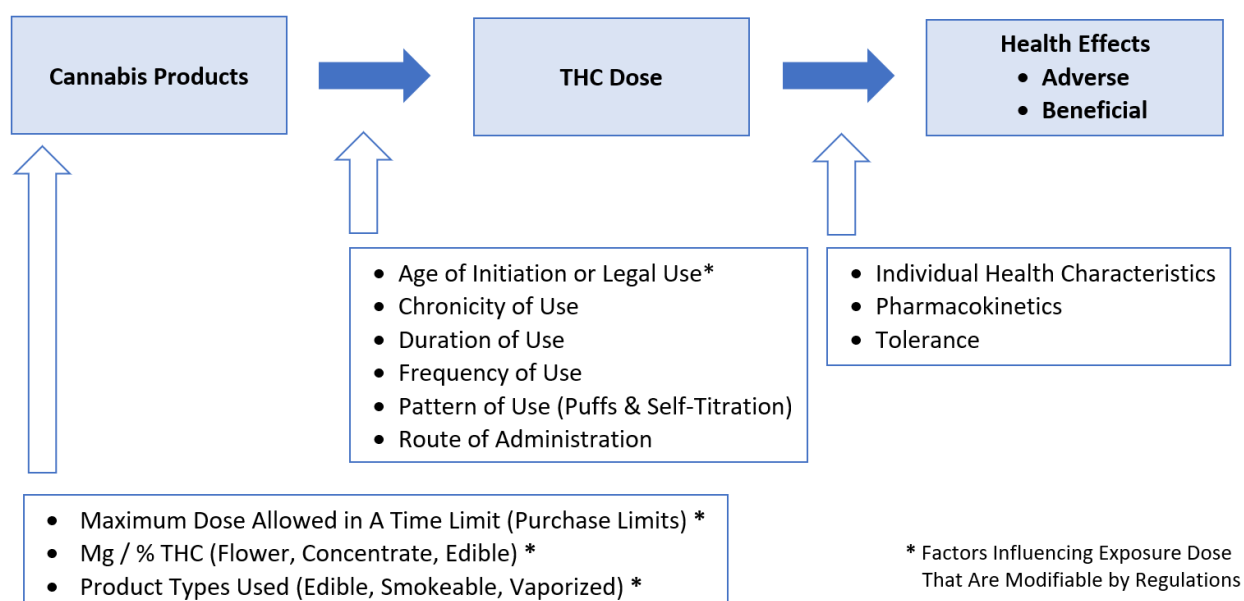 Cannabis Products
THC Dose
Health Effects
• Adverse
• Beneficial
• Age of Initiation or Legal Use*
• Chronicity of Use
• Duration of Use
• Frequency of Use
• Pattern of Use (Puffs & Self-Titration)
• Route of Administration
• Individual Health Characteristics
• Pharmacokinetics
• Tolerance
• Maximum Dose Allowed in A Time Limit (Purchase Limits) *
• Mg / % THC (Flower, Concentrate, Edible) *
• Product Types Used (Edible, Smokeable, Vaporized) *
* Factors Influencing Exposure Dose
That Are Modifiable by Regulations